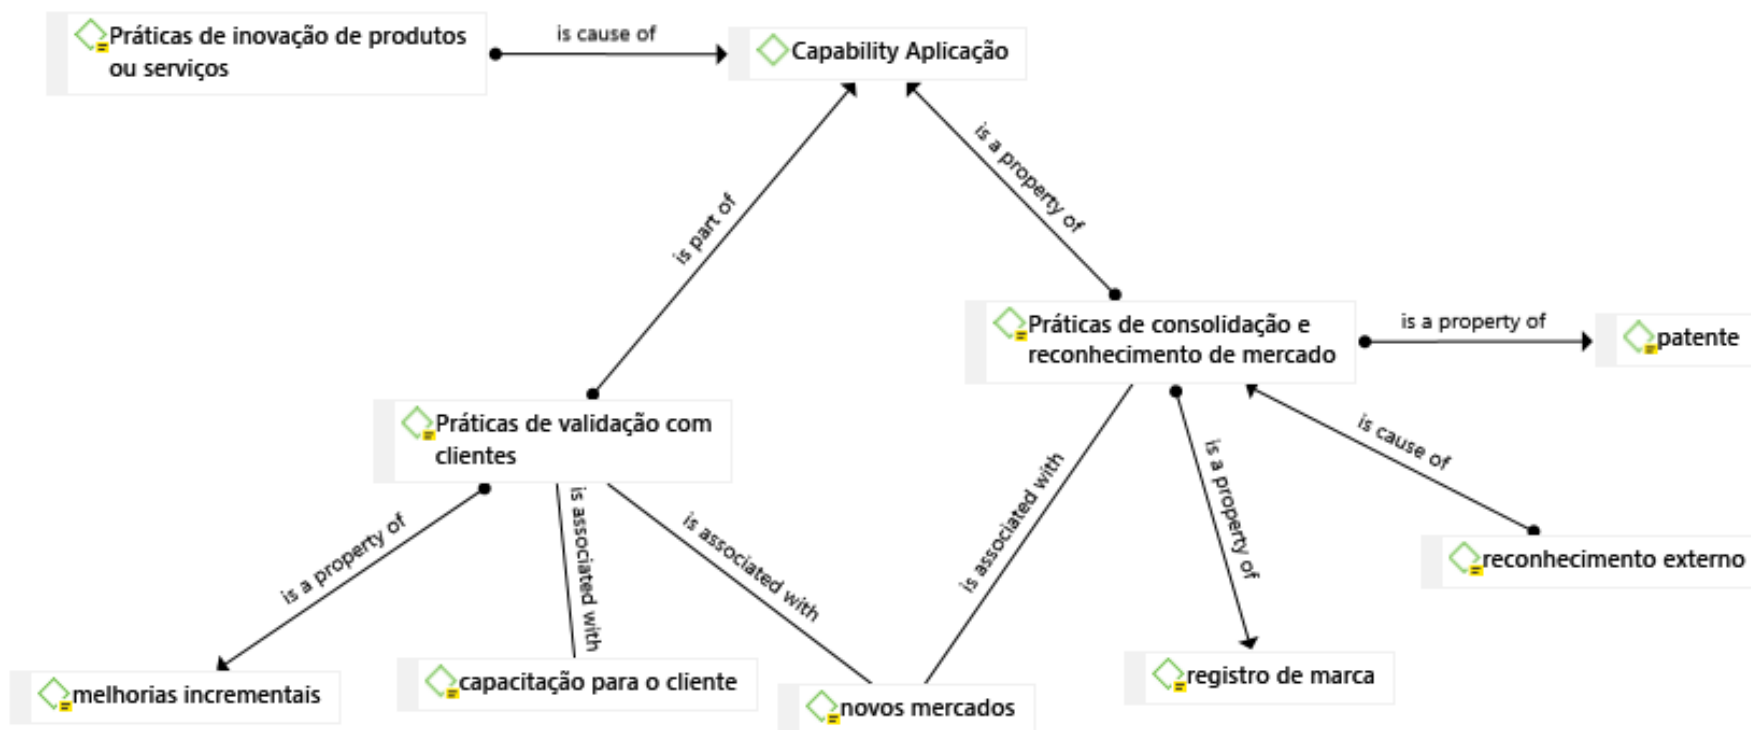 Práticas de inovação de produtos
ou serviços
is cause of
Capability Aplicação
is part of
is a property of
Práticas de consolidação e
reconhecimento de mercado
is a property of
patente
Práticas de validação com
clientes
is a property of
is associated with
is associated with
is associated with
is a property of
is cause of
reconhecimento externo
melhorias incrementais
capacitação para o cliente
novos mercados
registro de marca